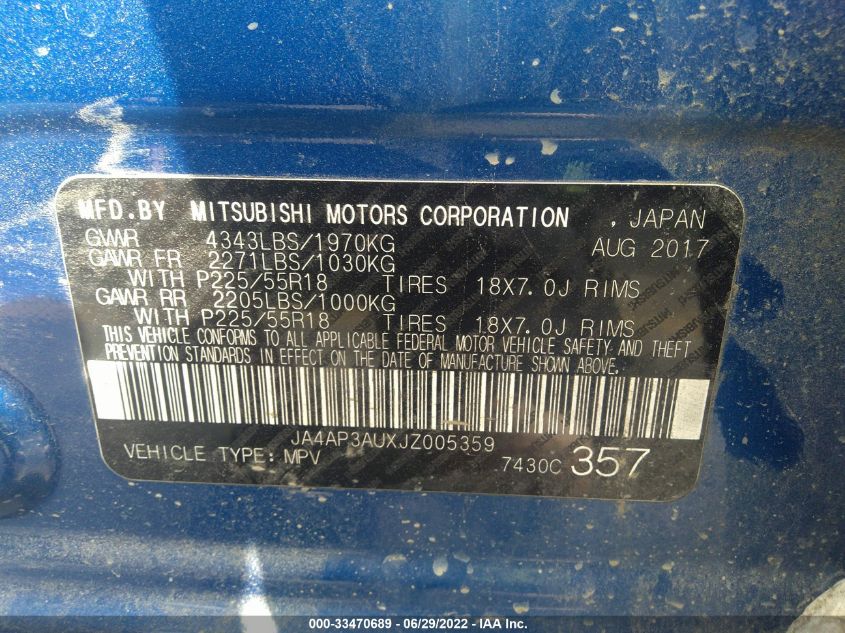 MFD.BY MITSUBISHI MOTORS CORPORATION , JAPAN
GVWR 4343LBS/1970KG AUG 2017
GAWR FR 2271LBS/1030KG
WITH P225/55R18 TIRES 18X7.0J RIMS
GAWR RR 2205LBS/1000KG
WITH P225/55R18 TIRES 18X7.0J RIMS
THIS VEHICLE CONFORMS TO ALL APPLICABLE FEDERAL MOTOR VEHICLE SAFETY AND THEFT
PREVENTION STANDARDS IN EFFECT ON THE DATE OF MANUFACTURE SHOWN ABOVE.
JA4AP3AUXJZ005359
VEHICLE TYPE: MPV 7430C 357
000-33470689 / 06/29/2022 - IAA Inc.